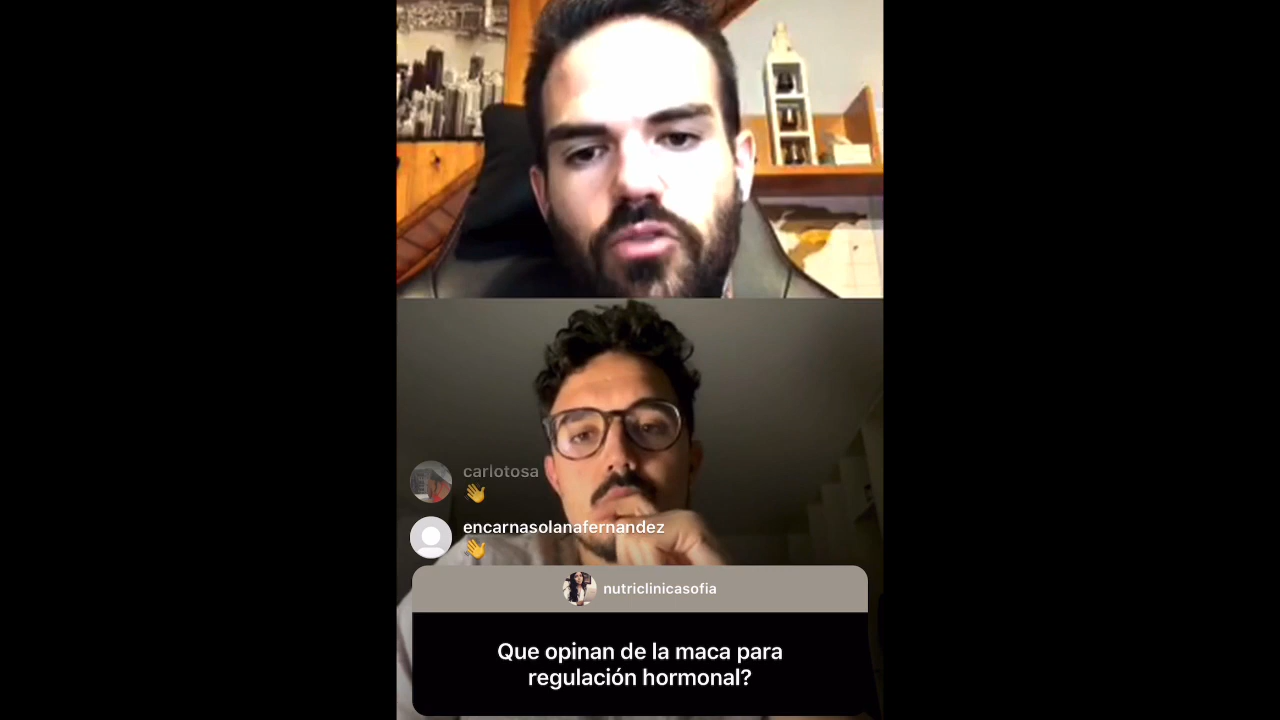 carlotosa
👋
encarnasolanafernandez
👋
nutriclinicasofia
Que opinan de la maca para
regulación hormonal?